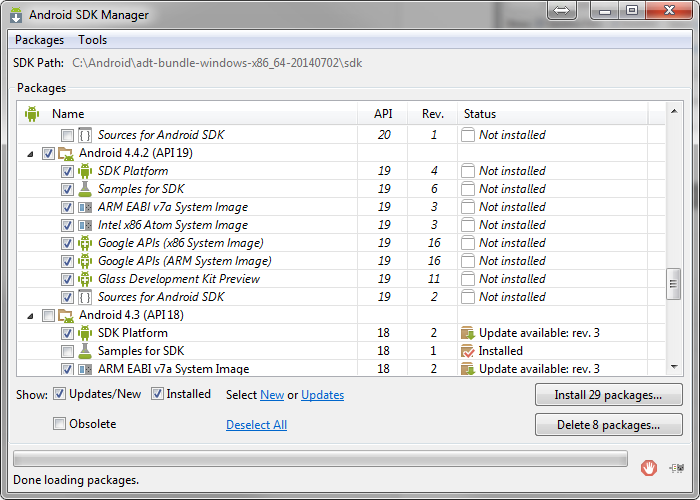 Android SDK Manager
Packages Tools
SDK Path: C:\Android\adt-bundle-windows-x86_64-20140702\sdk
Packages
Name API Rev. Status
Sources for Android SDK 20 1 Not installed
Android 4.4.2 (API 19)
SDK Platform 19 4 Not installed
Samples for SDK 19 6 Not installed
ARM EABI v7a System Image 19 3 Not installed
Intel x86 Atom System Image 19 3 Not installed
Google APIs (x86 System Image) 19 16 Not installed
Google APIs (ARM System Image) 19 16 Not installed
Glass Development Kit Preview 19 11 Not installed
Sources for Android SDK 19 2 Not installed
Android 4.3 (API 18)
SDK Platform 18 2 Update available: rev. 3
Samples for SDK 18 1 Installed
ARM EABI v7a System Image 18 2 Update available: rev. 3
Show: Updates/New Installed Select New or Updates Install 29 packages...
Obsolete Deselect All Delete 8 packages...
Done loading packages.